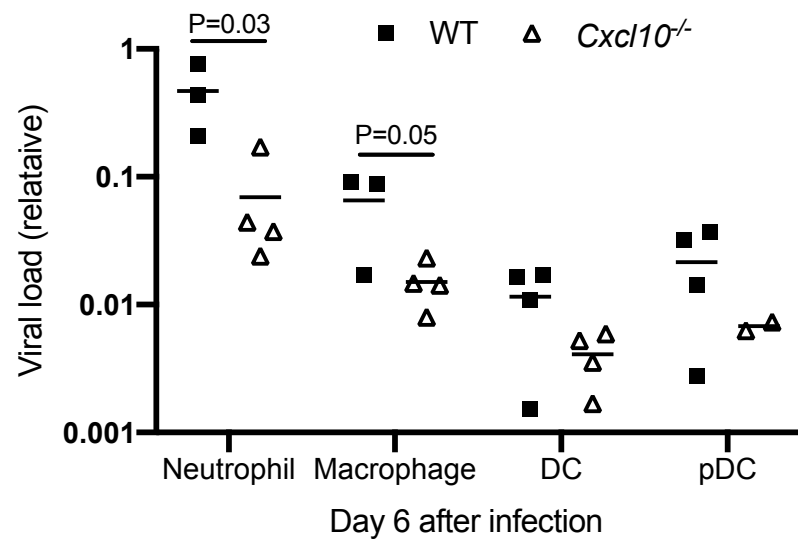 P=0.03
WT
Cxcl10-/-
P=0.05
Viral load (relataive)
1
0.1
0.01
0.001
Neutrophil Macrophage DC pDC
Day 6 after infection